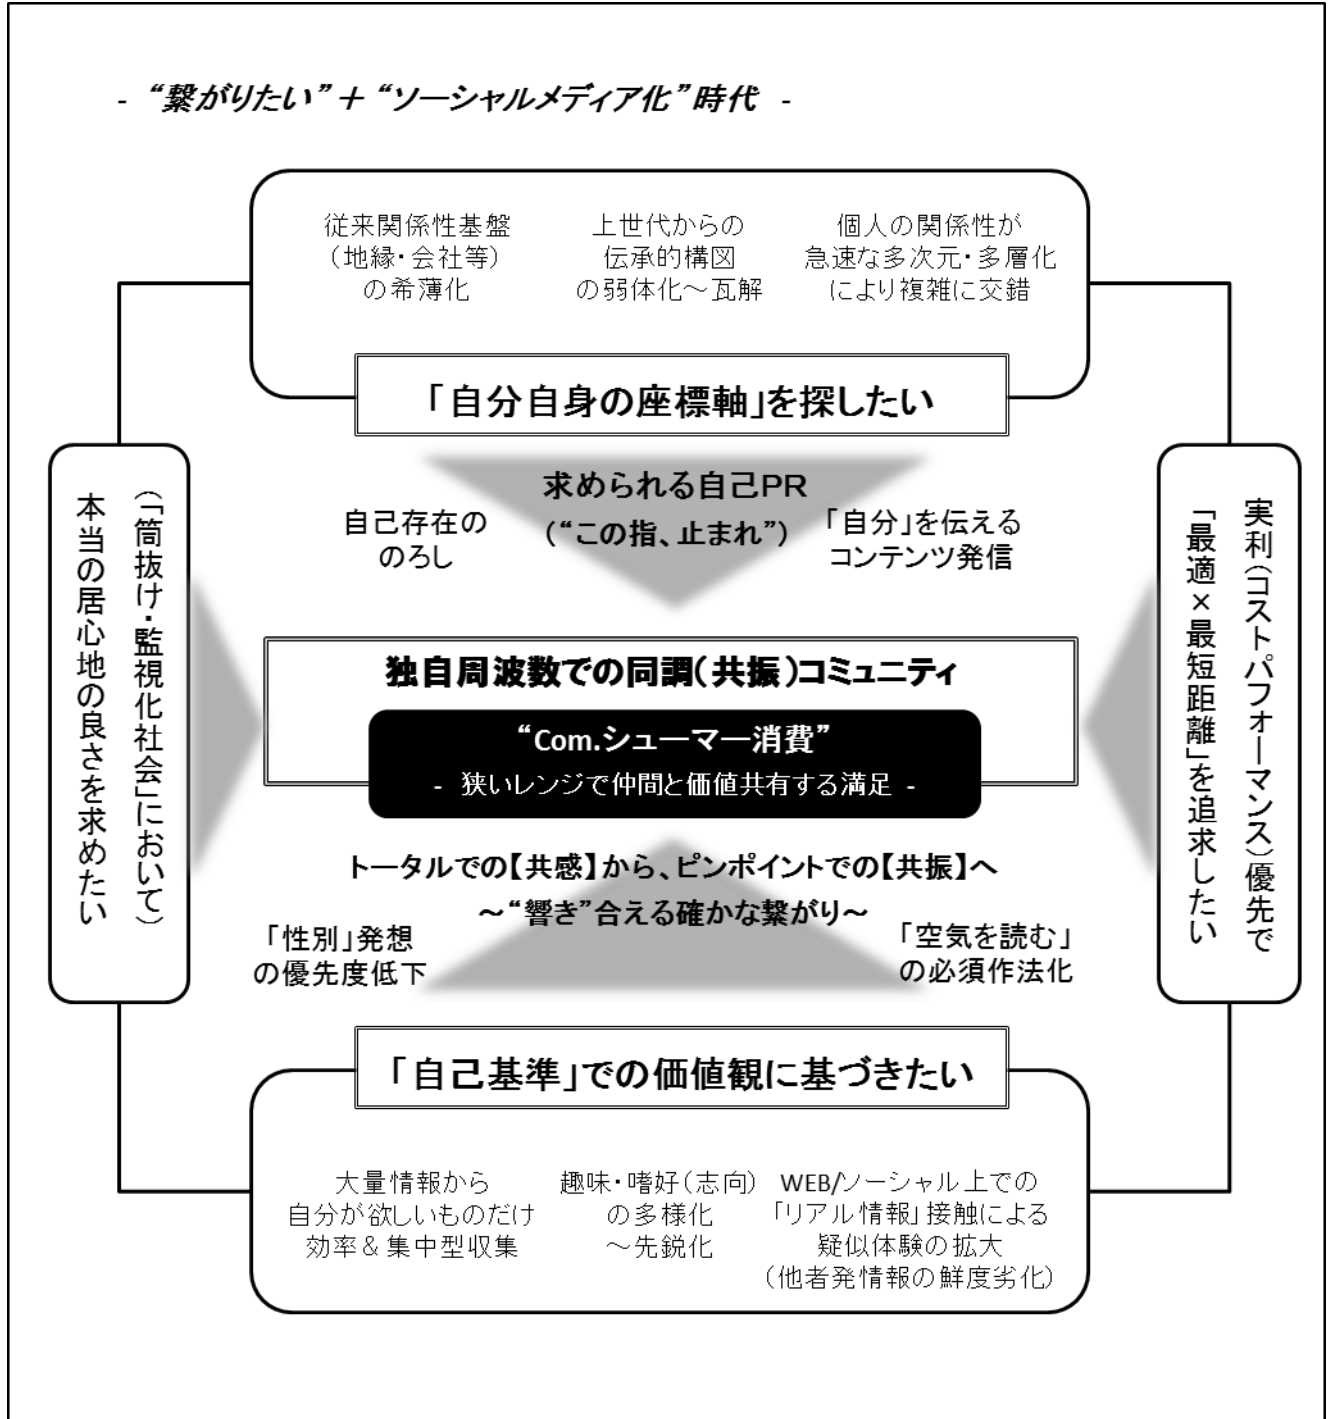 - “繋がりたい”＋“ソーシャルメディア化”時代 -
従来関係性基盤
（地縁・会社等）
の希薄化
上世代からの
伝承的構図
の弱体化～瓦解
個人の関係性が
急速な多次元・多層化
により複雑に交錯
「自分自身の座標軸」を探したい
求められる自己PR
（“この指、止まれ”）
自己存在の
のろし
「自分」を伝える
コンテンツ発信
（「筒抜け・監視化社会」において）
本当の居心地の良さを求めたい
実利（コストパフォーマンス）優先で
「最適×最短距離」を追求したい
独自周波数での同調（共振）コミュニティ
“Com.シューマー消費”
- 狭いレンジで仲間と価値共有する満足 -
トータルでの【共感】から、ピンポイントでの【共振】へ
～“響き”合える確かな繋がり～
「性別」発想
の優先度低下
「空気を読む」
の必須作法化
「自己基準」での価値観に基づきたい
大量情報から
自分が欲しいものだけ
効率＆集中型収集
趣味・嗜好（志向）
の多様化
～先鋭化
WEB/ソーシャル上での
「リアル情報」接触による
疑似体験の拡大
（他者発情報の鮮度劣化）